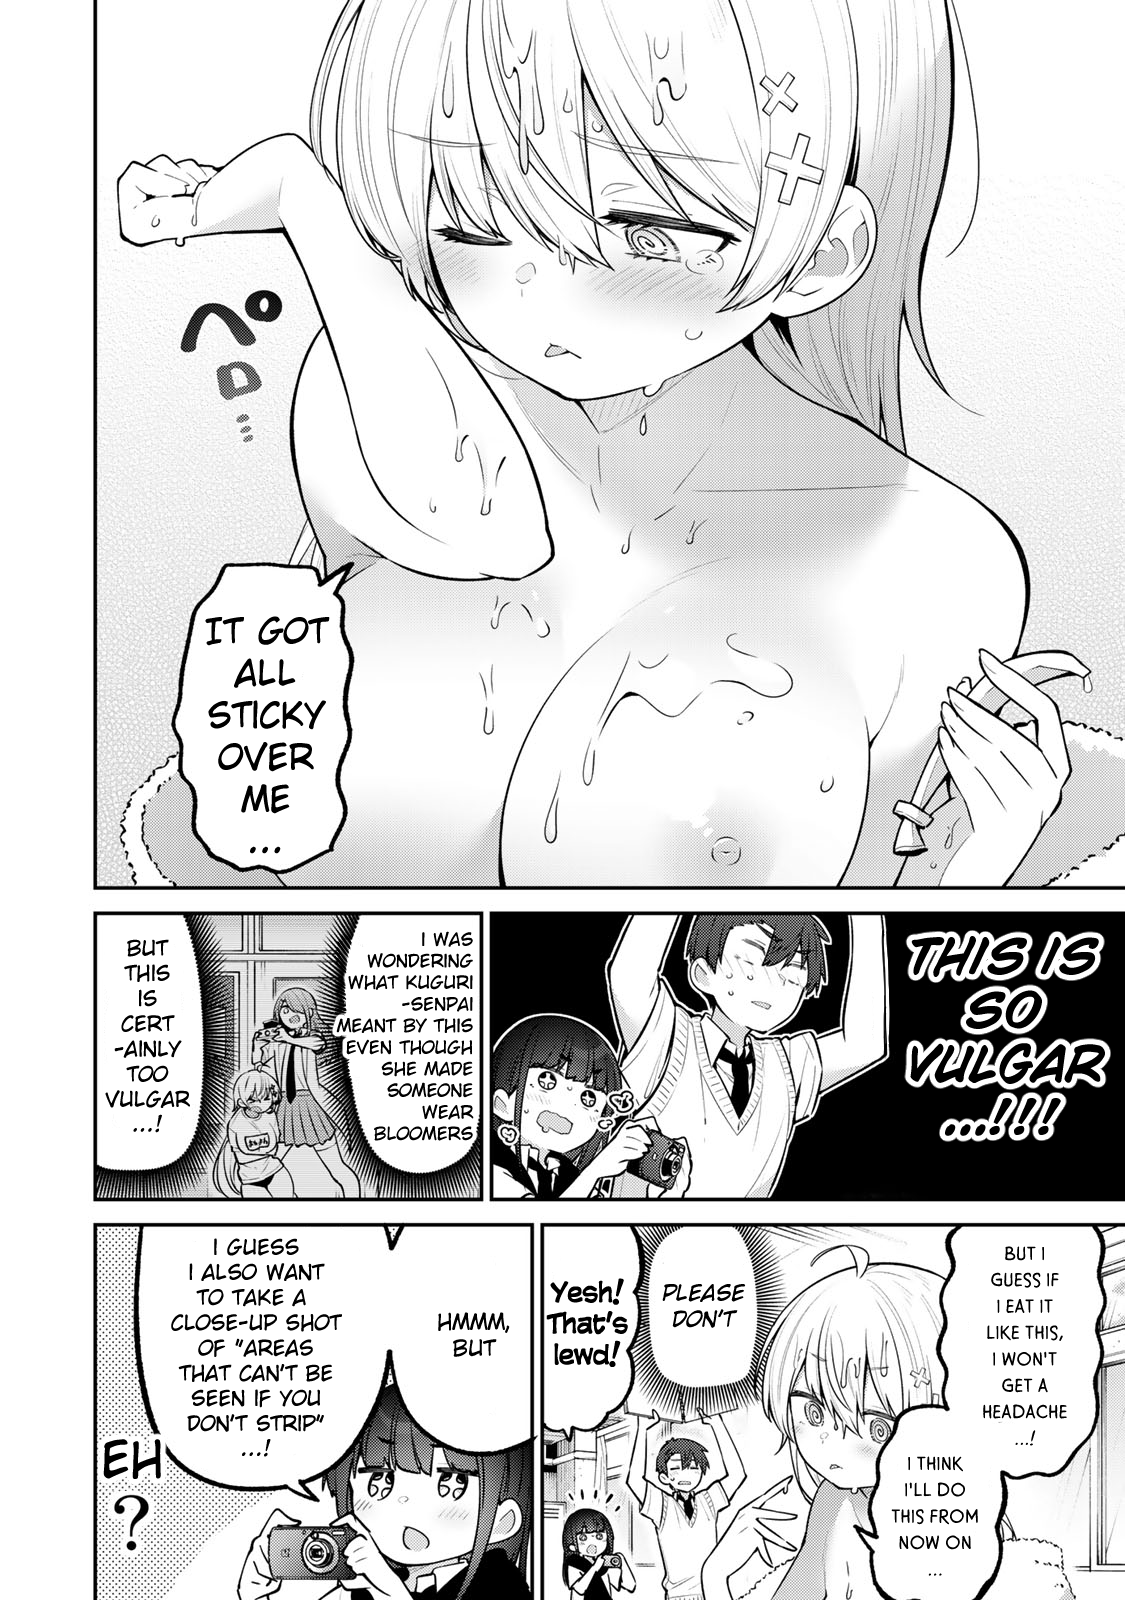 ペロ…
IT GOT
ALL
STICKY
OVER
ME
...
THIS IS
SO
VULGAR
...!!!
I WAS
WONDERING
WHAT KUGURI
-SENPAI
MEANT BY THIS
EVEN THOUGH
SHE MADE
SOMEONE
WEAR
BLOOMERS
BUT
THIS
IS
CERT
-AINLY
TOO
VULGAR
...!
BUT I
GUESS IF
I EAT IT
LIKE THIS,
I WON'T
GET A
HEADACHE
...!
I THINK
I'LL DO
THIS FROM
NOW ON
...
PLEASE
DON'T
Yesh!
That's
lewd!
HMMM,
BUT
I GUESS
I ALSO WANT
TO TAKE A
CLOSE-UP SHOT
OF "AREAS
THAT CAN'T BE
SEEN IF YOU
DON'T STRIP"
...!
EH
?